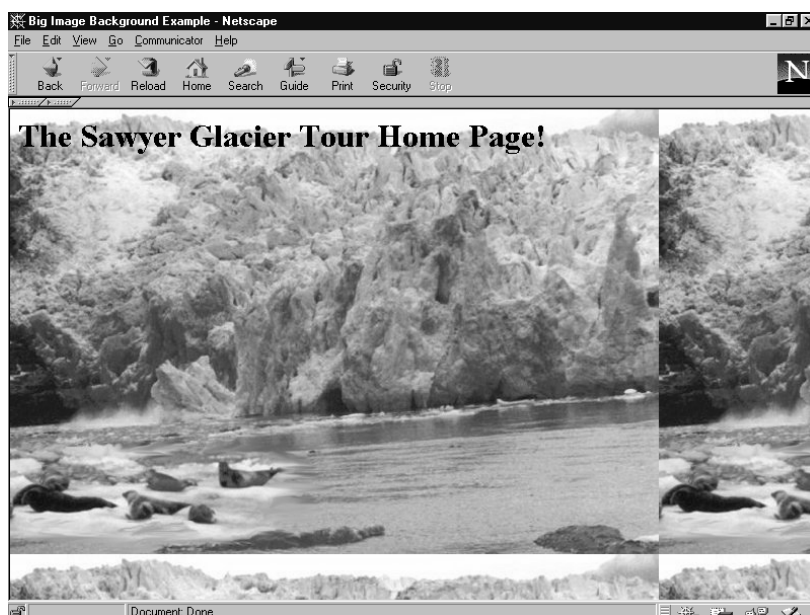 Big Image Background Example - Netscape
File Edit View Go Communicator Help
Back Forward Reload Home Search Guide Print Security Stop
N
The Sawyer Glacier Tour Home Page!
Document: Done